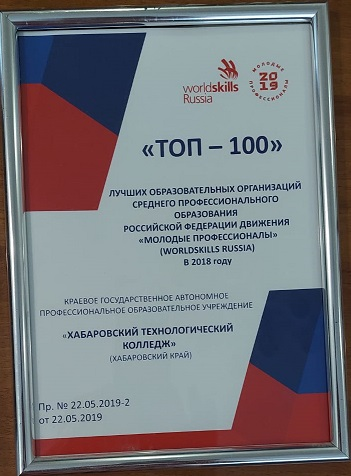 worldskills
Russia
МОЛОДЫЕ
2019
ПРОФЕССИОНАЛЫ
«ТОП – 100»
ЛУЧШИХ ОБРАЗОВАТЕЛЬНЫХ ОРГАНИЗАЦИЙ
СРЕДНЕГО ПРОФЕССИОНАЛЬНОГО
ОБРАЗОВАНИЯ
РОССИЙСКОЙ ФЕДЕРАЦИИ ДВИЖЕНИЯ
«МОЛОДЫЕ ПРОФЕССИОНАЛЫ»
(WORLDSKILLS RUSSIA)
В 2018 году
КРАЕВОЕ ГОСУДАРСТВЕННОЕ АВТОНОМНОЕ
ПРОФЕССИОНАЛЬНОЕ ОБРАЗОВАТЕЛЬНОЕ УЧРЕЖДЕНИЕ
«ХАБАРОВСКИЙ ТЕХНОЛОГИЧЕСКИЙ
КОЛЛЕДЖ»
(ХАБАРОВСКИЙ КРАЙ)
Пр. № 22.05.2019-2
от 22.05.2019